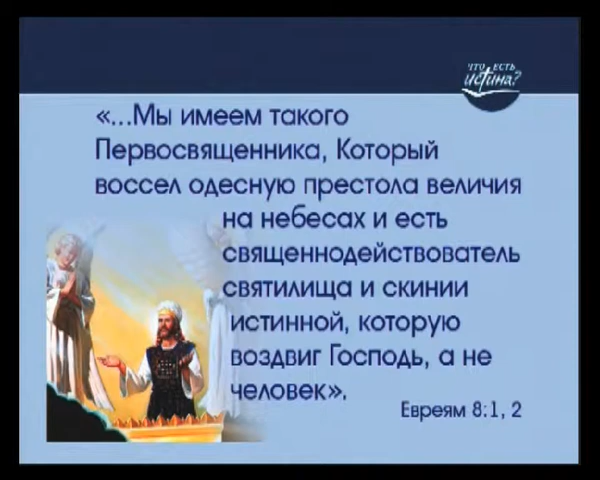 ЧТО ЕСТЬ
истина?
«...Мы имеем такого
Первосвященника, Который
воссел одесную престола величия
на небесах и есть
священнодействователь
святилища и скинии
истинной, которую
воздвиг Господь, а не
человек».
Евреям 8:1, 2